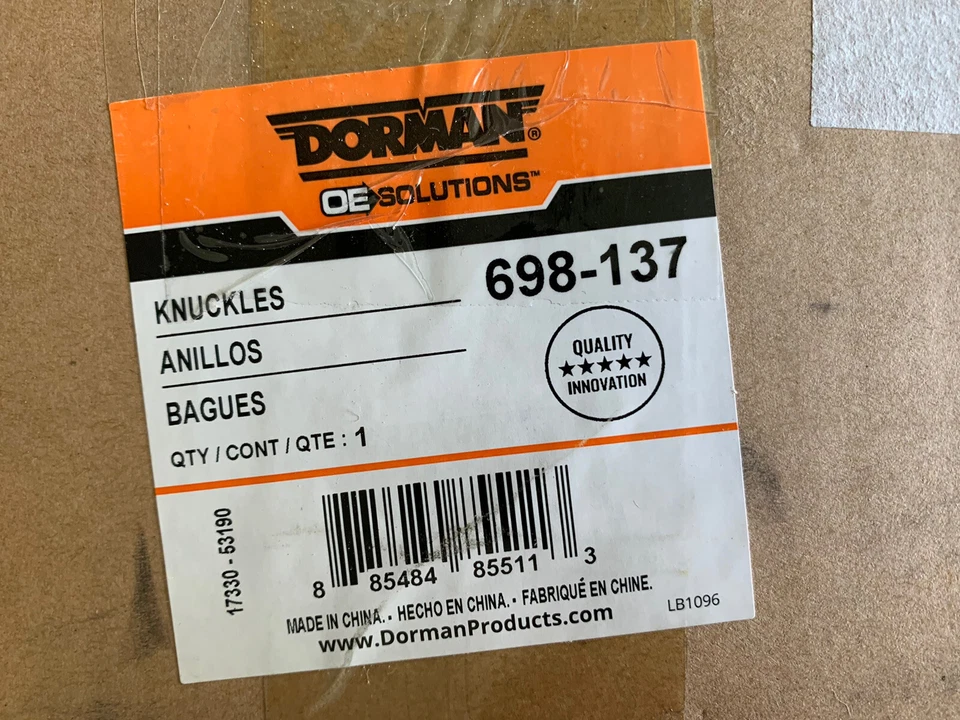 DORMAN®
OE SOLUTIONS™
698-137
KNUCKLES
ANILLOS
BAGUES
QTY / CONT / QTE : 1
QUALITY
★★★★★
INNOVATION
17330 - 53190
8 85484 85511 3
MADE IN CHINA. - HECHO EN CHINA. - FABRIQUÉ EN CHINE.
www.DormanProducts.com
LB1096